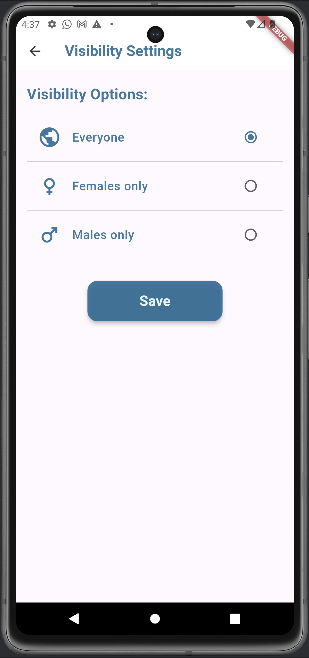 4:37
DEBUG
Visibility Settings
Visibility Options:
Everyone
Females only
Males only
Save